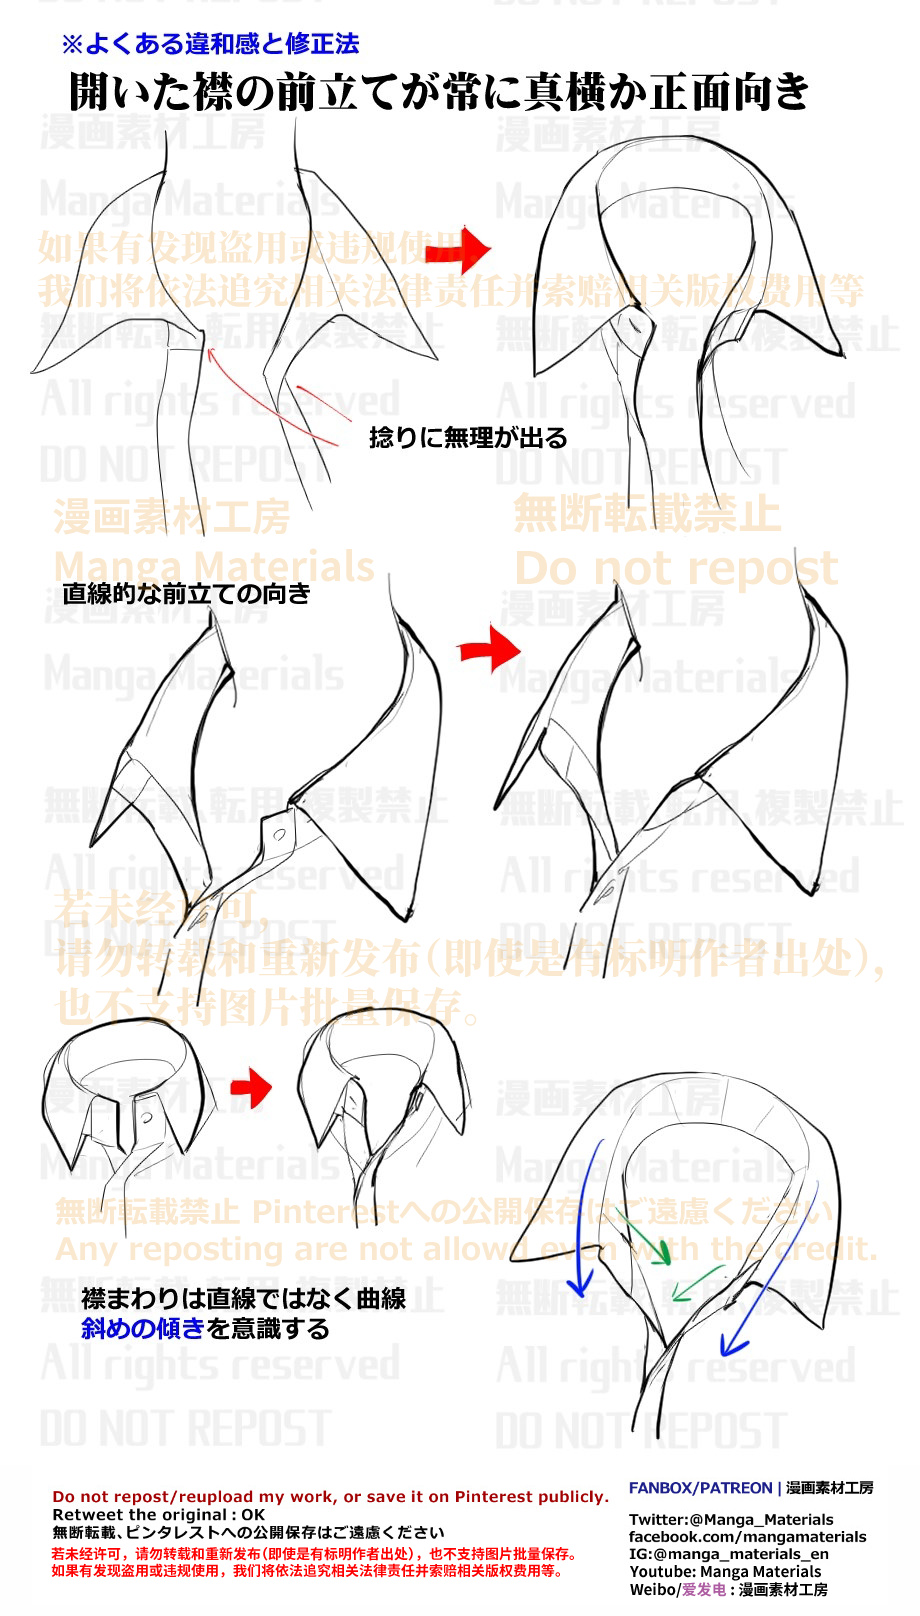 DO NOT REPOST
DO NOT REPOST
※よくある違和感と修正法
開いた襟の前立てが常に真横か正面向き
漫画素材工房
漫画素材工房
Manga Materials
Manga Materials
如果有发现盗用或违规使用,
我们将依法追究相关法律责任并索赔相关版权费用等
無断転載、転用、複製禁止
無断転載、転用、複製禁止
All rights reserved
All rights reserved
捻りに無理が出る
DO NOT REPOST
DO NOT REPOST
漫画素材工房
無断転載禁止
Manga Materials
Do not repost
直線的な前立ての向き
漫画素材工房
漫画素材工房
Manga Materials
Manga Materials
無断転載、転用、複製禁止
無断転載、転用、複製禁止
All rights reserved
All rights reserved
若未经许可,
DO NOT REPOST
DO NOT REPOST
请勿转载和重新发布(即使是有标明作者出处),
也不支持图片批量保存。
漫画素材工房
漫画素材工房
Manga Materials
Manga Materials
無断転載禁止 Pinterestへの公開保存はご遠慮ください
Any reposting are not allowd even with the credit.
無断転載、転用、複製禁止
無断転載、転用、複製禁止
襟まわりは直線ではなく曲線
斜めの傾きを意識する
All rights reserved
All rights reserved
DO NOT REPOST
DO NOT REPOST
Do not repost/reupload my work, or save it on Pinterest publicly.
Retweet the original : OK
無断転載、ピンタレストへの公開保存はご遠慮ください
若未经许可，请勿转载和重新发布(即使是有标明作者出处)，也不支持图片批量保存。
如果有发现盗用或违规使用，我们将依法追究相关法律责任并索赔相关版权费用等。
FANBOX/PATREON | 漫画素材工房
Twitter:@Manga_Materials
facebook.com/mangamaterials
IG:@manga_materials_en
Youtube: Manga Materials
Weibo/爱发电 : 漫画素材工房